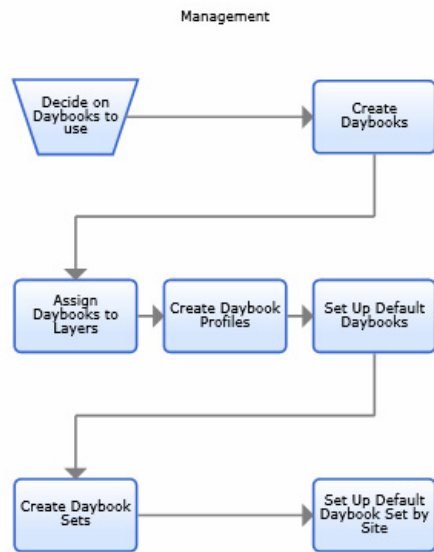 Management
Decide on
Daybooks to
use
Create
Daybooks
Assign
Daybooks to
Layers
Create Daybook
Profiles
Set Up Default
Daybooks
Create Daybook
Sets
Set Up Default
Daybook Set by
Site